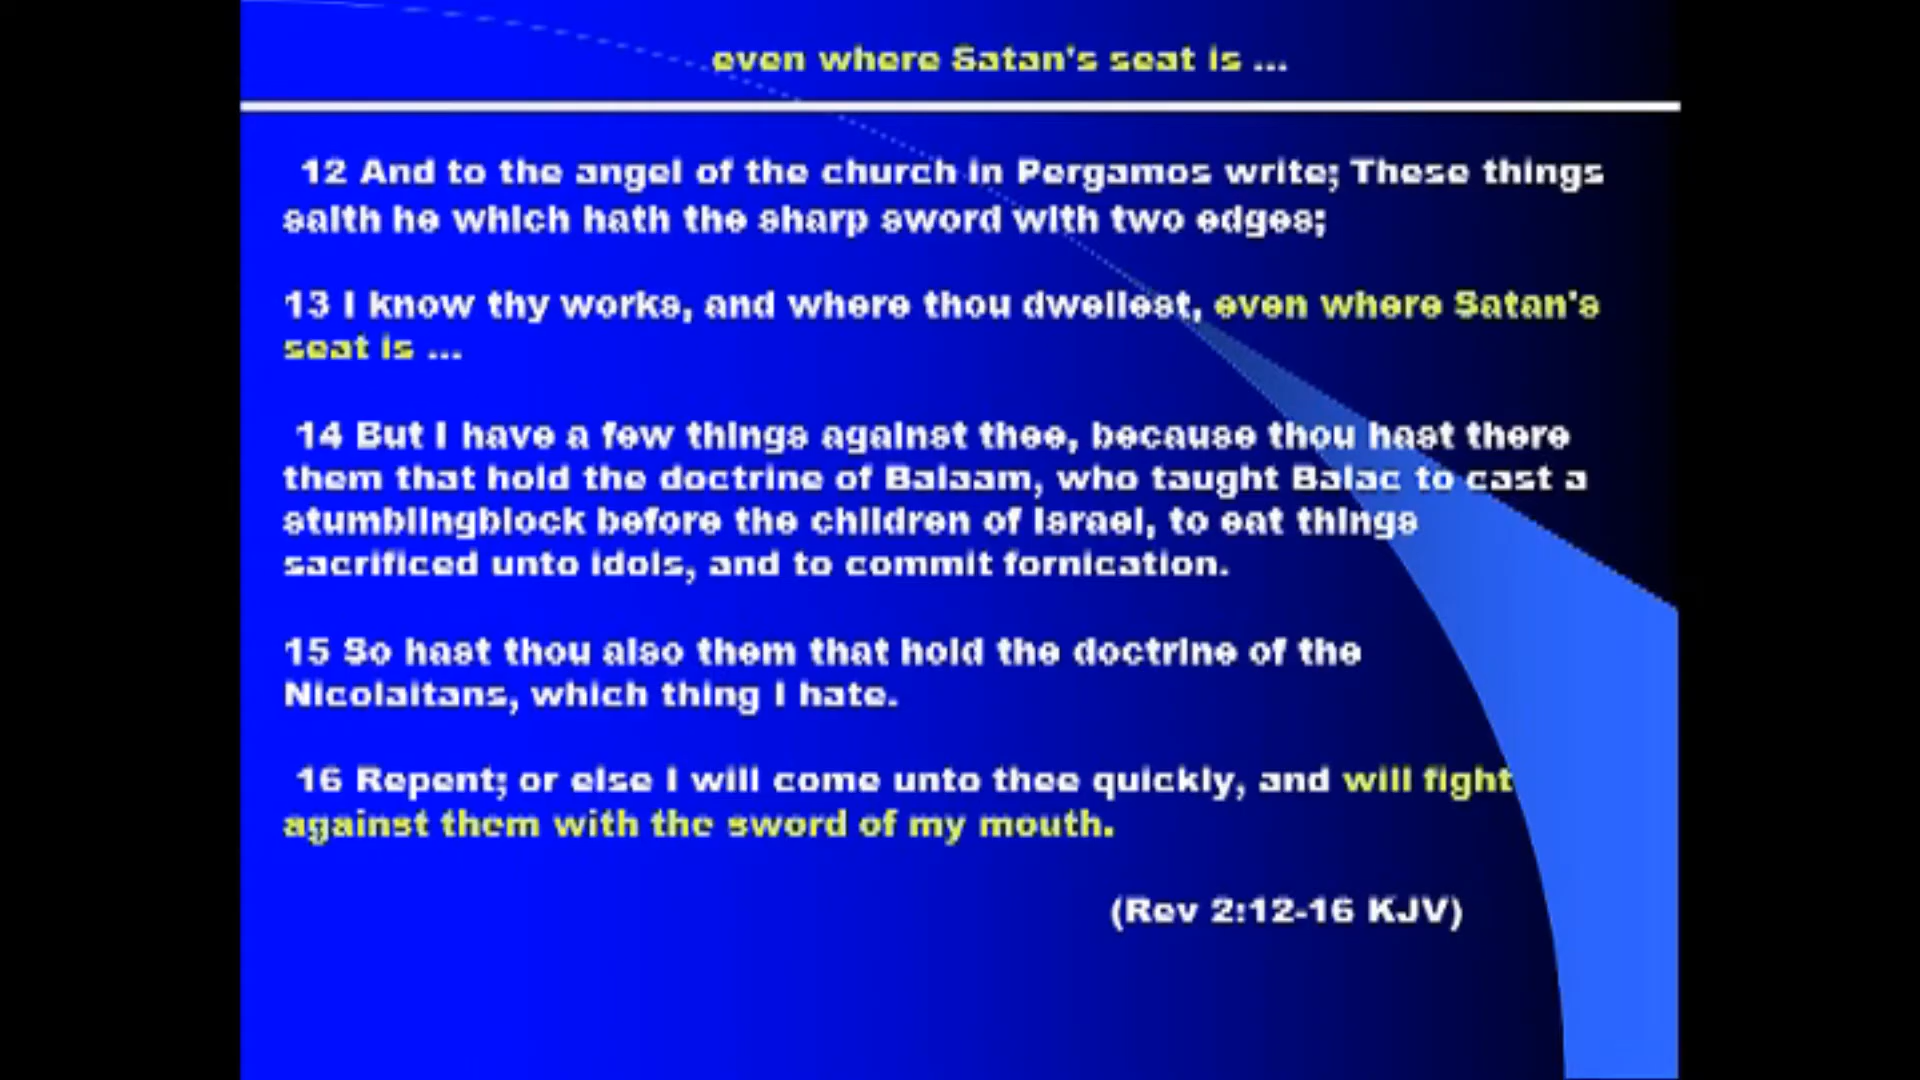 even where Satan's seat is ...
12 And to the angel of the church in Pergamos write; These things
saith he which hath the sharp sword with two edges;
13 I know thy works, and where thou dwellest, even where Satan's
seat is ...
14 But I have a few things against thee, because thou hast there
them that hold the doctrine of Balaam, who taught Balac to cast a
stumblingblock before the children of Israel, to eat things
sacrificed unto idols, and to commit fornication.
15 So hast thou also them that hold the doctrine of the
Nicolaitans, which thing I hate.
16 Repent; or else I will come unto thee quickly, and will fight
against them with the sword of my mouth.
(Rev 2:12-16 KJV)